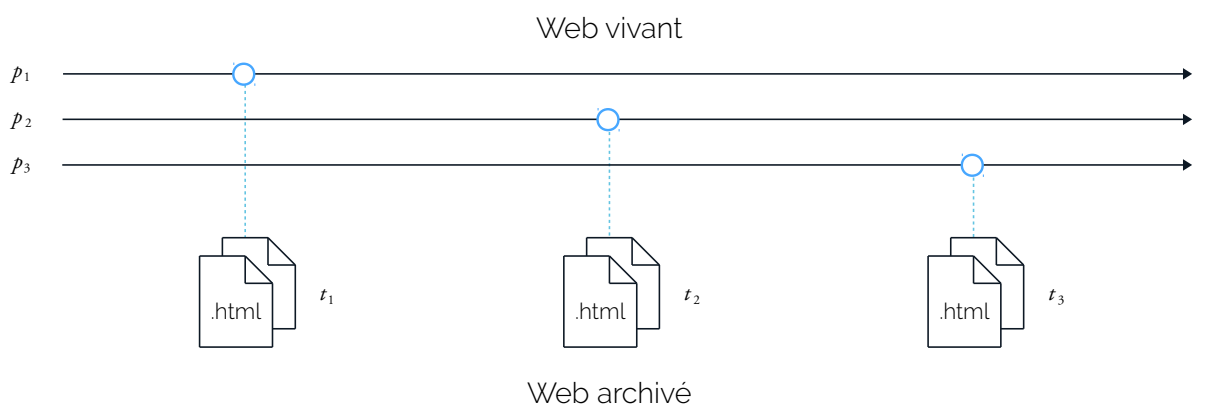 Web vivant
p1
p2
p3
.html t1 .html t2 .html t3
Web archivé